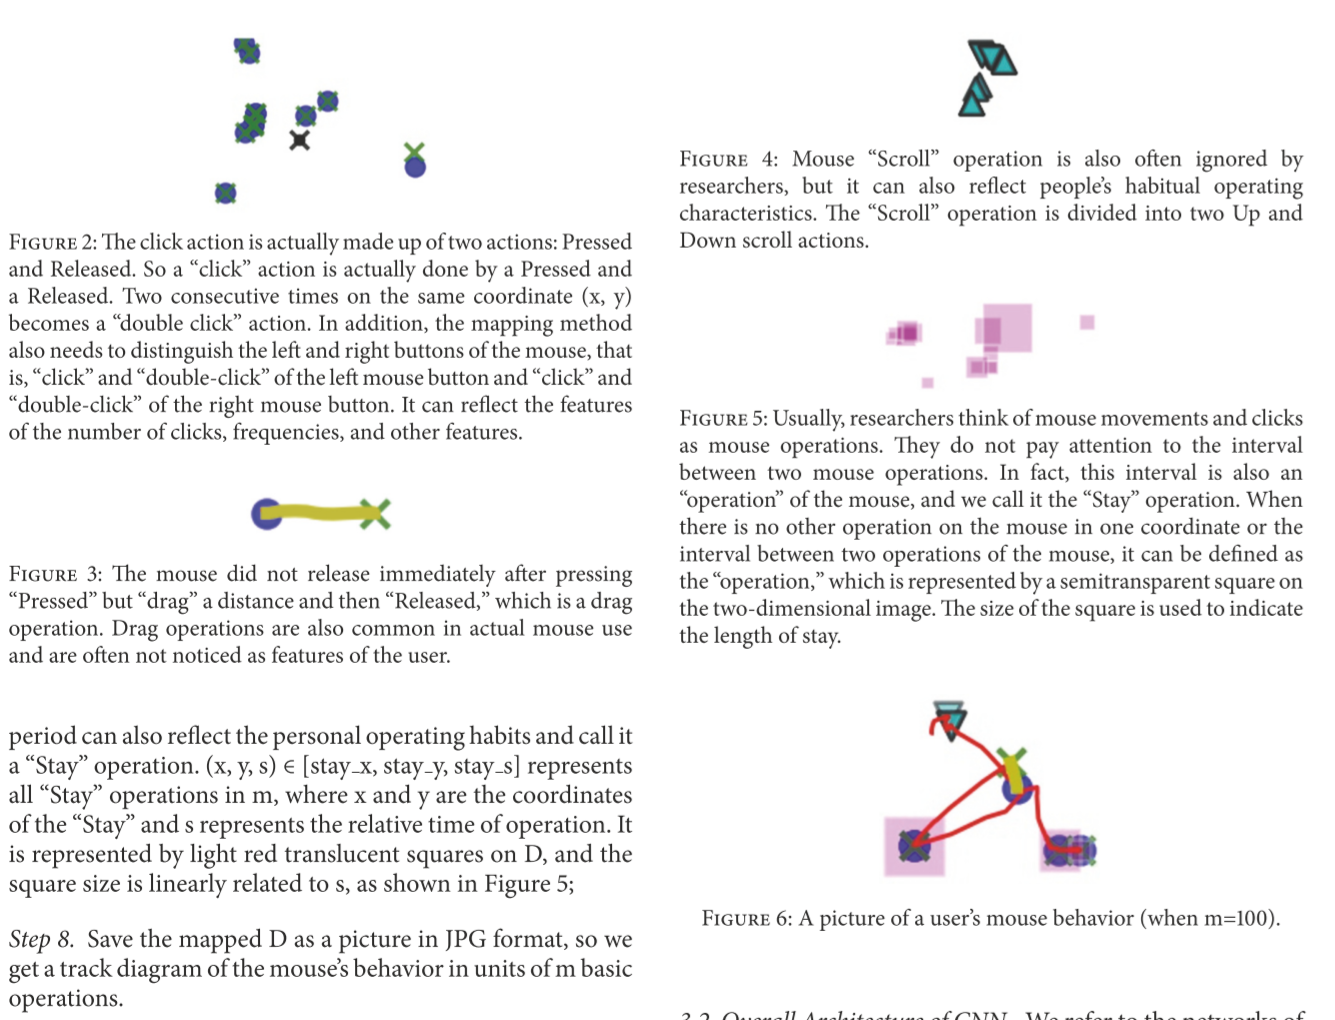 FIGURE 2: The click action is actually made up of two actions: Pressed
and Released. So a “click” action is actually done by a Pressed and
a Released. Two consecutive times on the same coordinate (x, y)
becomes a “double click” action. In addition, the mapping method
also needs to distinguish the left and right buttons of the mouse, that
is, “click” and “double-click” of the left mouse button and “click” and
“double-click” of the right mouse button. It can reflect the features
of the number of clicks, frequencies, and other features.
FIGURE 3: The mouse did not release immediately after pressing
“Pressed” but “drag” a distance and then “Released,” which is a drag
operation. Drag operations are also common in actual mouse use
and are often not noticed as features of the user.
period can also reflect the personal operating habits and call it
a “Stay” operation. (x, y, s) ∈ [stay_x, stay_y, stay_s] represents
all “Stay” operations in m, where x and y are the coordinates
of the “Stay” and s represents the relative time of operation. It
is represented by light red translucent squares on D, and the
square size is linearly related to s, as shown in Figure 5;
Step 8. Save the mapped D as a picture in JPG format, so we
get a track diagram of the mouse’s behavior in units of m basic
operations.
FIGURE 4: Mouse “Scroll” operation is also often ignored by
researchers, but it can also reflect people’s habitual operating
characteristics. The “Scroll” operation is divided into two Up and
Down scroll actions.
FIGURE 5: Usually, researchers think of mouse movements and clicks
as mouse operations. They do not pay attention to the interval
between two mouse operations. In fact, this interval is also an
“operation” of the mouse, and we call it the “Stay” operation. When
there is no other operation on the mouse in one coordinate or the
interval between two operations of the mouse, it can be defined as
the “operation,” which is represented by a semitransparent square on
the two-dimensional image. The size of the square is used to indicate
the length of stay.
FIGURE 6: A picture of a user’s mouse behavior (when m=100).
3.2. Overall Architecture of CNN. We refer to the networks of